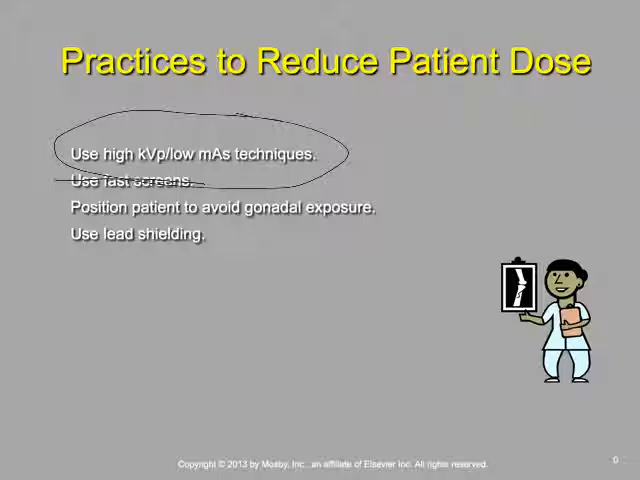 Practices to Reduce Patient Dose
Use high kVp/low mAs techniques.
Use fast screens.
Position patient to avoid gonadal exposure.
Use lead shielding.
Copyright © 2013 by Mosby, Inc., an affiliate of Elsevier Inc. All rights reserved.
0